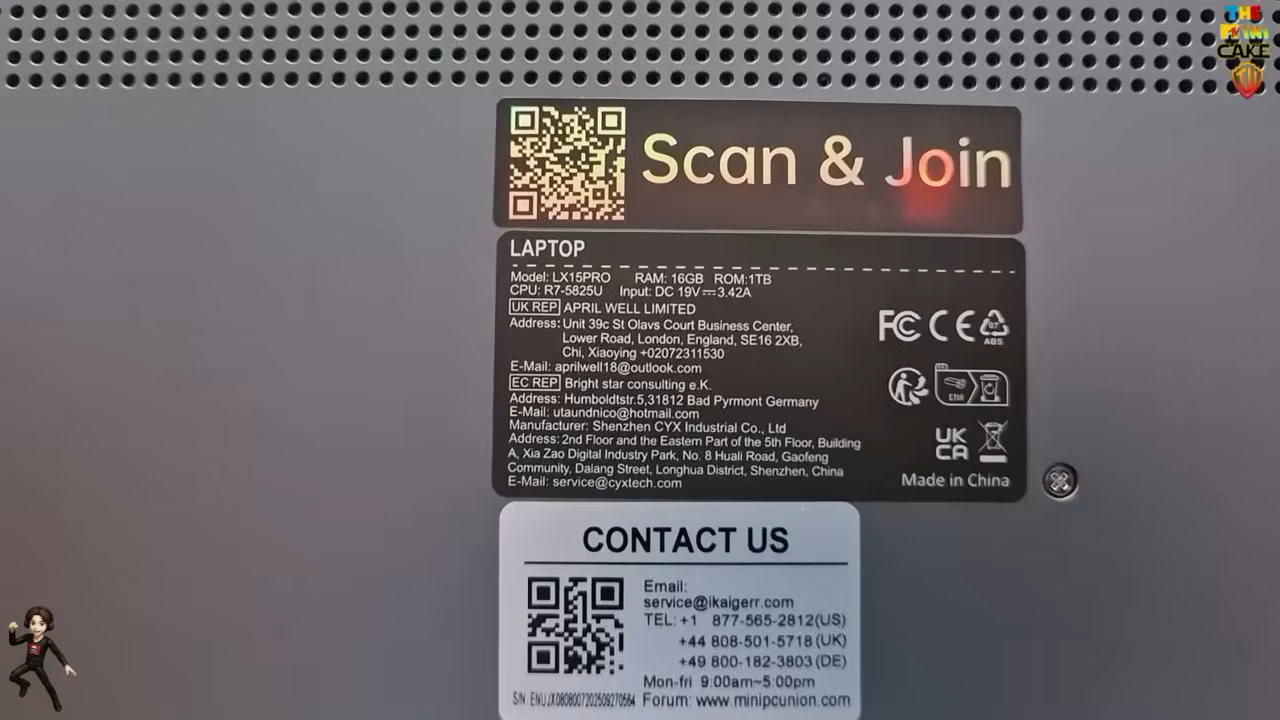 THE
MINI
CAKE
Scan & Join
LAPTOP
Model: LX15PRO RAM: 16GB ROM:1TB
CPU: R7-5825U Input: DC 19V⎓3.42A
UK REP APRIL WELL LIMITED
Address: Unit 39c St Olavs Court Business Center,
Lower Road, London, England, SE16 2XB,
Chi, Xiaoying +02072311530
E-Mail: aprilwell18@outlook.com
EC REP Bright star consulting e.K.
Address: Humboldtstr.5,31812 Bad Pyrmont Germany
E-Mail: utaundnico@hotmail.com
Manufacturer: Shenzhen CYX Industrial Co., Ltd
Address: 2nd Floor and the Eastern Part of the 5th Floor, Building
A, Xia Zao Digital Industry Park, No. 8 Huali Road, Gaofeng
Community, Dalang Street, Longhua District, Shenzhen, China
E-Mail: service@cyxtech.com
FC CE 07
ABS
UK
CA
Made in China
CONTACT US
Email:
service@ikaigerr.com
TEL: +1 877-565-2812(US)
+44 808-501-5718 (UK)
+49 800-182-3803 (DE)
Mon-fri 9:00am~5:00pm
Forum: www.minipcunion.com
S/N: ENUJX0808007202509270564